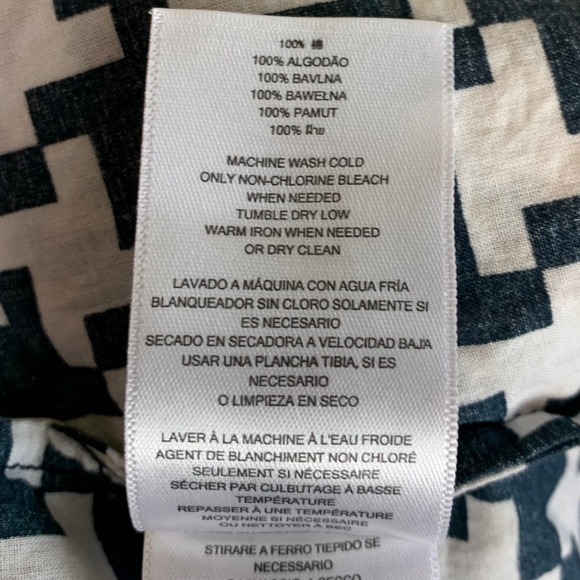 100% 棉
100% ALGODÃO
100% BAVLNA
100% BAWEŁNA
100% PAMUT
100% ฝ้าย
MACHINE WASH COLD
ONLY NON-CHLORINE BLEACH
WHEN NEEDED
TUMBLE DRY LOW
WARM IRON WHEN NEEDED
OR DRY CLEAN
LAVADO A MÁQUINA CON AGUA FRÍA
BLANQUEADOR SIN CLORO SOLAMENTE SI
ES NECESARIO
SECADO EN SECADORA A VELOCIDAD BAJA
USAR UNA PLANCHA TIBIA, SI ES
NECESARIO
O LIMPIEZA EN SECO
LAVER À LA MACHINE À L'EAU FROIDE
AGENT DE BLANCHIMENT NON CHLORÉ
SEULEMENT SI NÉCESSAIRE
SÉCHER PAR CULBUTAGE À BASSE
TEMPÉRATURE
REPASSER À UNE TEMPÉRATURE
MOYENNE SI NÉCESSAIRE
OU NETTOYER À SEC
STIRARE A FERRO TIEPIDO SE
NECESSARIO
A SECCO